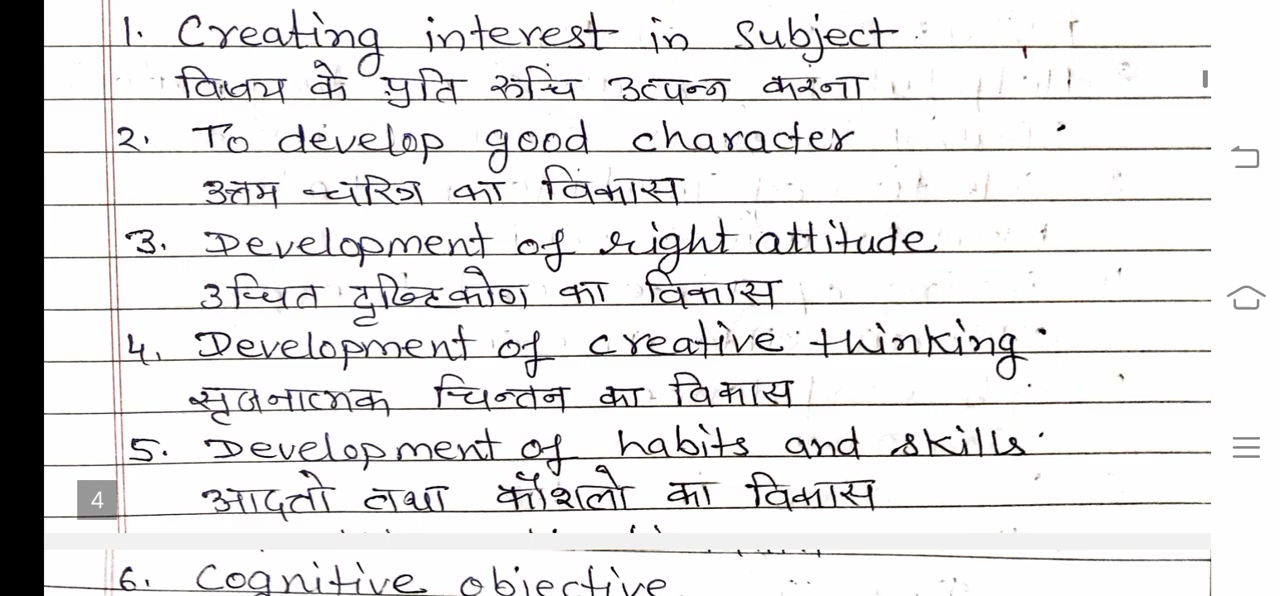 1. Creating interest in subject
विषय के प्रति रूचि उत्पन्न करना
2. To develop good character
उत्तम चरित्र का विकास
3. Development of right attitude
उचित दृष्टिकोण का विकास
4. Development of creative thinking
सृजनात्मक चिन्तन का विकास
5. Development of habits and skills
4 आदतो तथा कौशलो का विकास
6. Cognitive objective